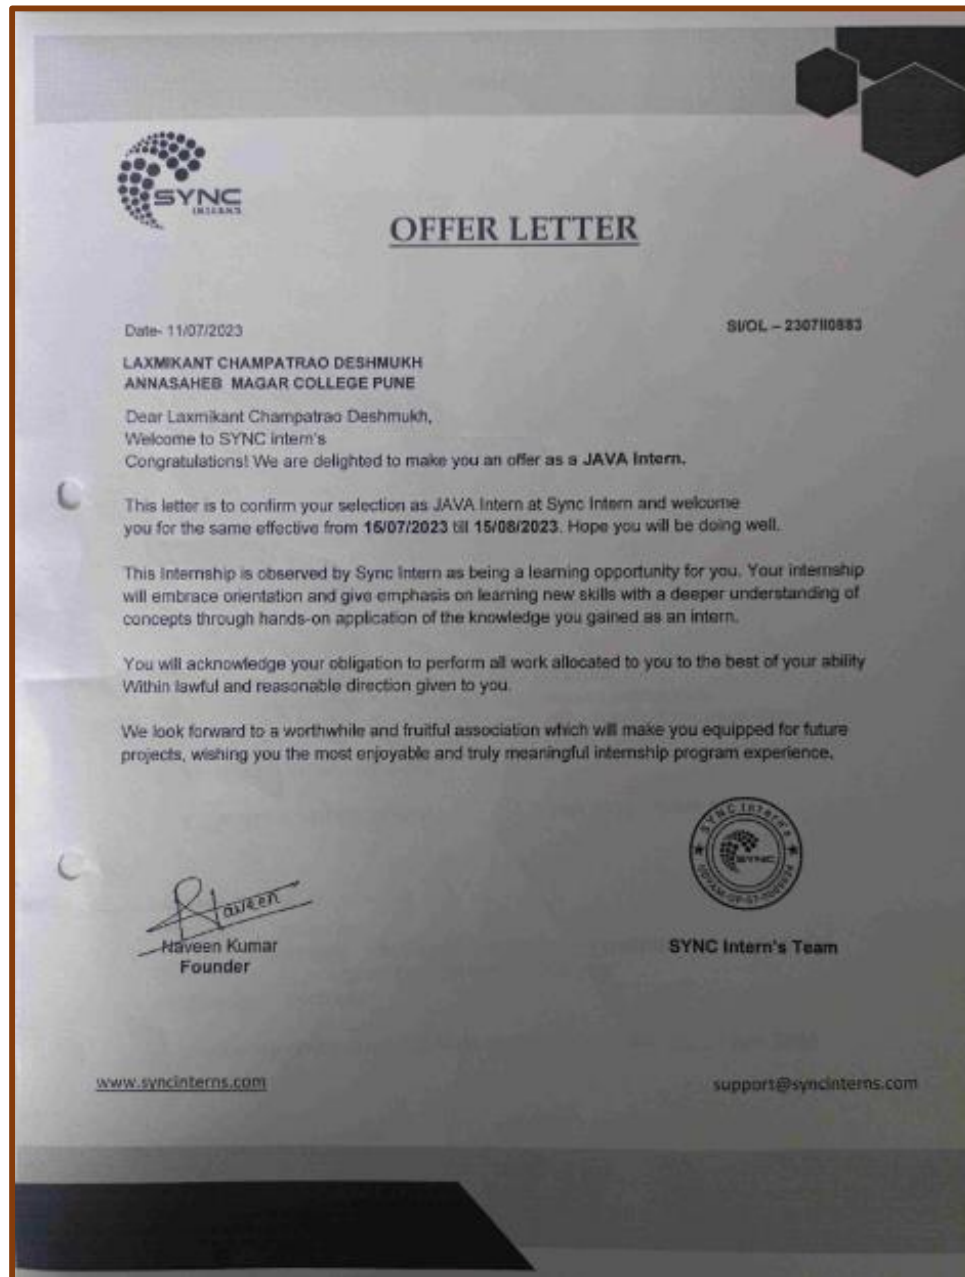 SYNC
INTERNS
OFFER LETTER
Date- 11/07/2023
SI/OL – 2307II0883
LAXMIKANT CHAMPATRAO DESHMUKH
ANNASAHEB MAGAR COLLEGE PUNE
Dear Laxmikant Champatrao Deshmukh,
Welcome to SYNC intern's
Congratulations! We are delighted to make you an offer as a JAVA Intern.
This letter is to confirm your selection as JAVA Intern at Sync Intern and welcome
you for the same effective from 15/07/2023 till 15/08/2023. Hope you will be doing well.
This Internship is observed by Sync Intern as being a learning opportunity for you. Your internship
will embrace orientation and give emphasis on learning new skills with a deeper understanding of
concepts through hands-on application of the knowledge you gained as an intern.
You will acknowledge your obligation to perform all work allocated to you to the best of your ability
Within lawful and reasonable direction given to you.
We look forward to a worthwhile and fruitful association which will make you equipped for future
projects, wishing you the most enjoyable and truly meaningful internship program experience.
SYNC Intern's
SYNC
Naveen
Naveen Kumar
Founder
SYNC Intern's Team
www.syncinterns.com
support@syncinterns.com